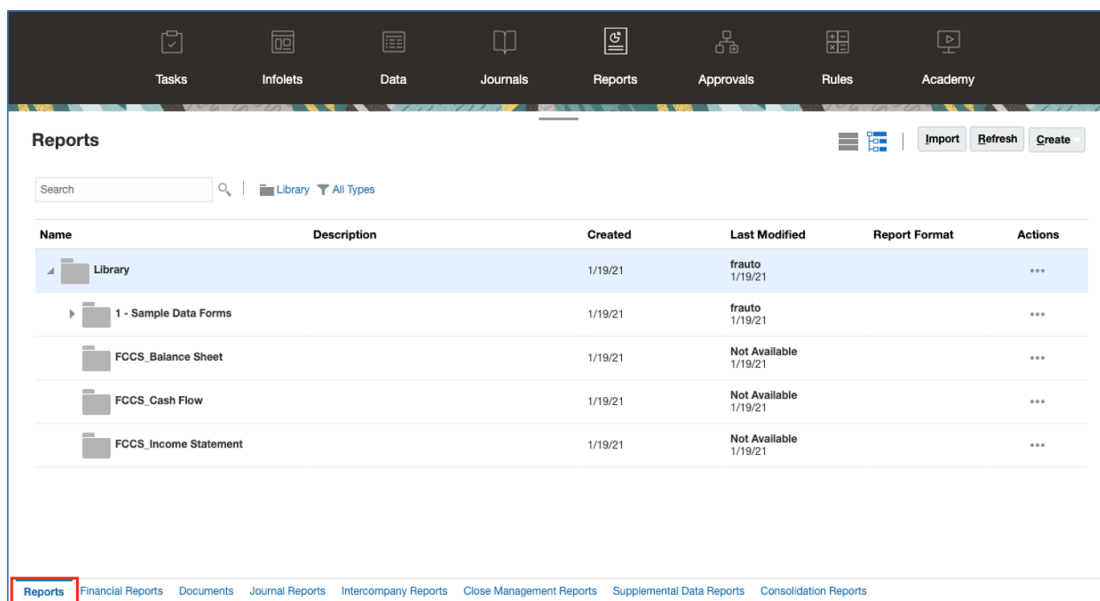 Tasks Infolets Data Journals Reports Approvals Rules Academy
Reports
Import Refresh Create
Search Library All Types
Name Description Created Last Modified Report Format Actions
Library 1/19/21 frauto
1/19/21
1 - Sample Data Forms 1/19/21 frauto
1/19/21
FCCS_Balance Sheet 1/19/21 Not Available
1/19/21
FCCS_Cash Flow 1/19/21 Not Available
1/19/21
FCCS_Income Statement 1/19/21 Not Available
1/19/21
Reports Financial Reports Documents Journal Reports Intercompany Reports Close Management Reports Supplemental Data Reports Consolidation Reports